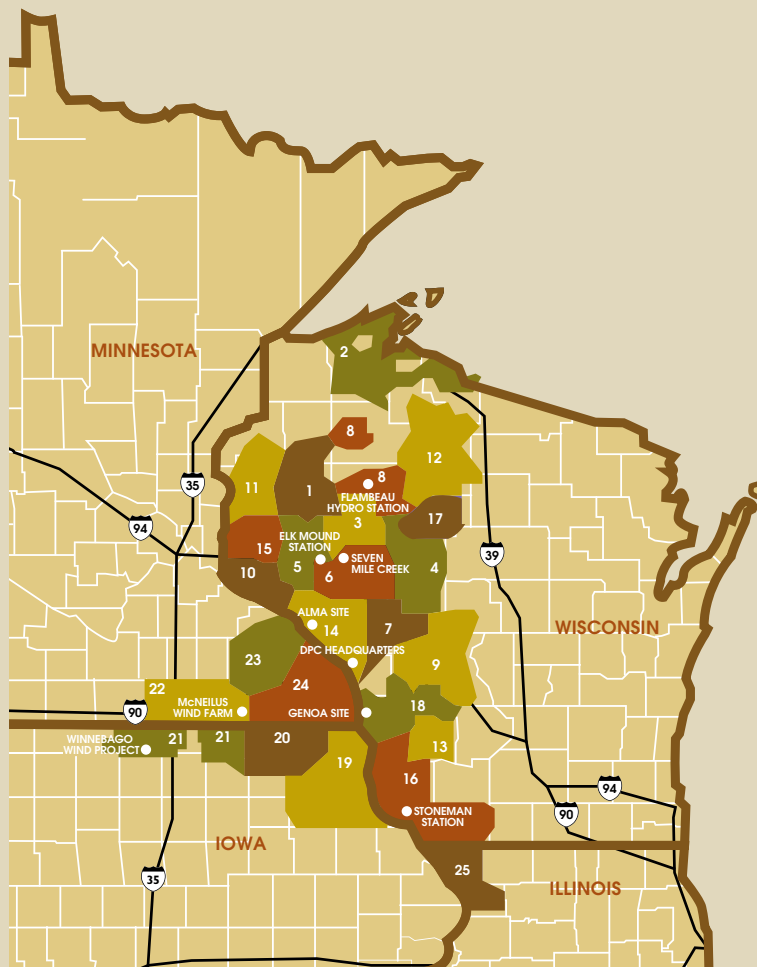 2
MINNESOTA
8
12
11
8
35
1
FLAMBEAU
HYDRO STATION
17
3
94
ELK MOUND
STATION
15
39
SEVEN
MILE CREEK
5
4
10
6
ALMA SITE
14
7
WISCONSIN
DPC HEADQUARTERS
23
9
24
22
McNEILUS
WIND FARM
18
90
GENOA SITE
WINNEBAGO
WIND PROJECT
21
21
20
13
19
16
94
STONEMAN
STATION
90
IOWA
25
35
ILLINOIS